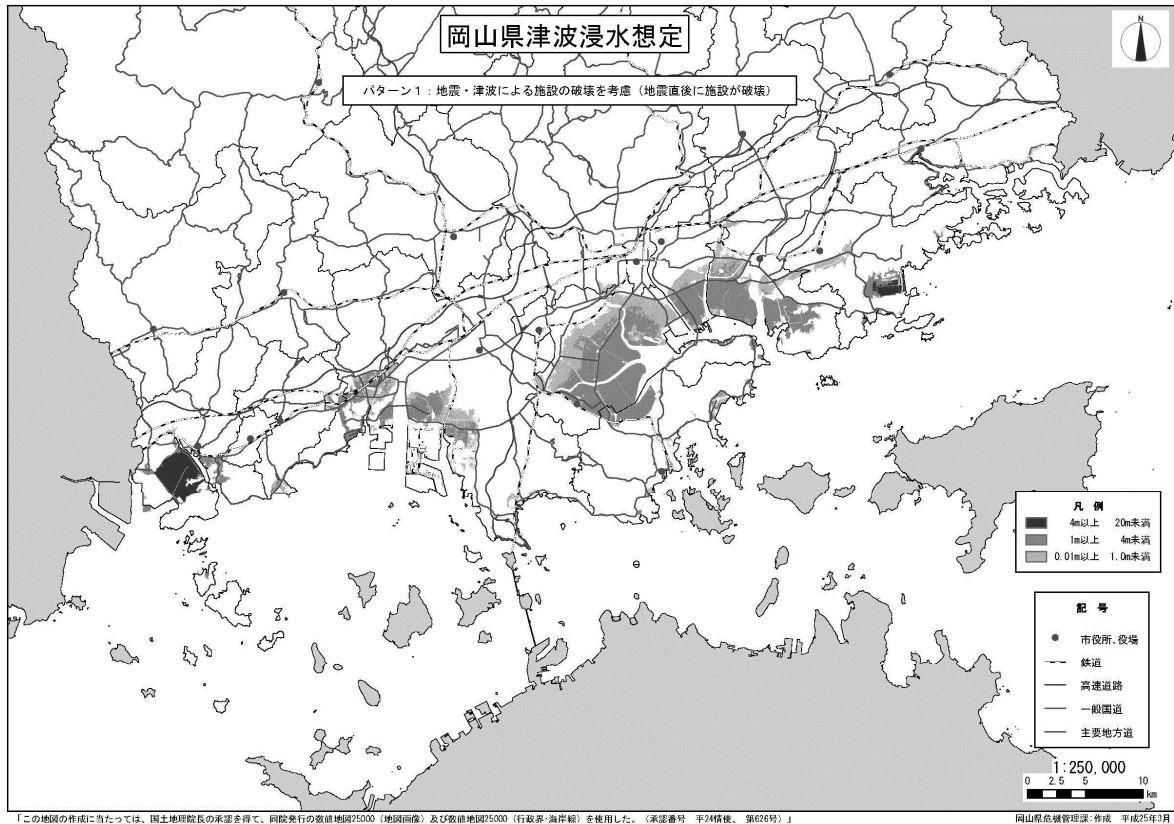 岡山県津波浸水想定
パターン1：地震・津波による施設の破壊を考慮（地震直後に施設が破壊）
N
凡 例
4m以上 20m未満
1m以上 4m未満
0.01m以上 1.0m未満
記 号
市役所、役場
鉄道
高速道路
一般国道
主要地方道
1:250,000
0 2.5 5 10
km
「この地図の作成に当たっては、国土地理院長の承認を得て、同院発行の数値地図25000（地図画像）及び数値地図25000（行政界・海岸線）を使用した。（承認番号 平24情使、 第626号）」
岡山県危機管理課：作成 平成25年3月